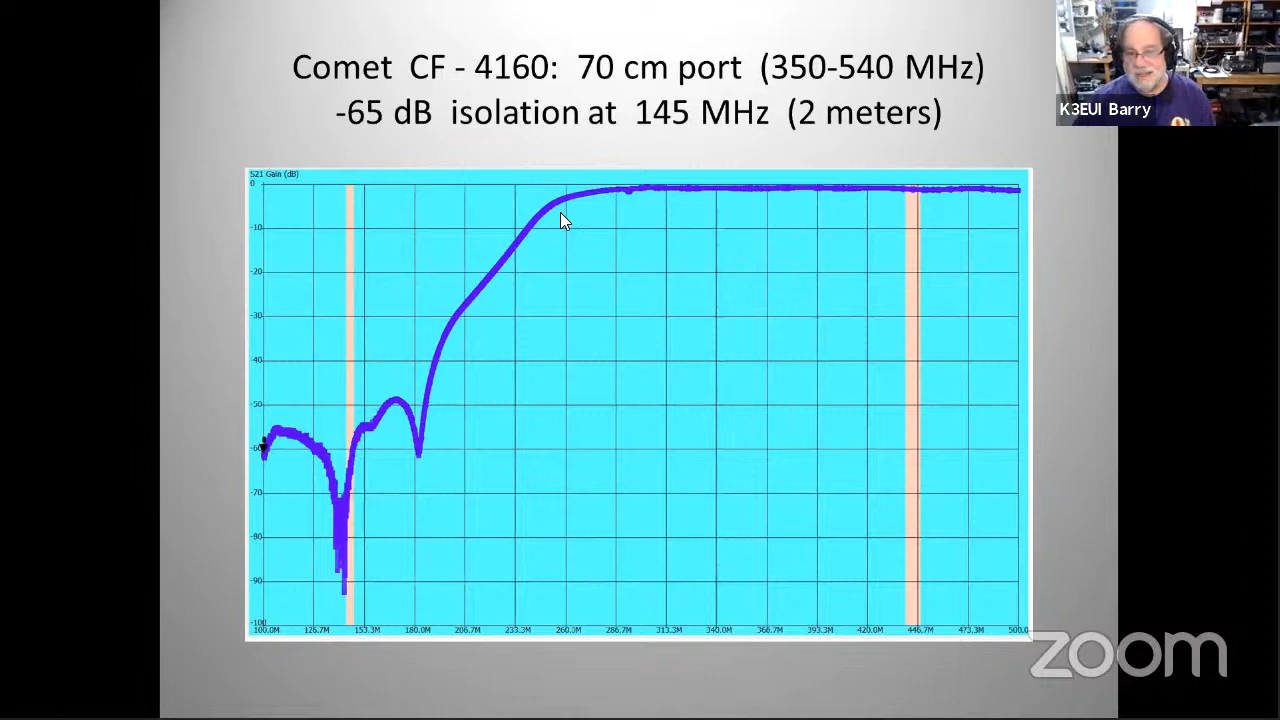 Comet CF - 4160: 70 cm port (350-540 MHz)
-65 dB isolation at 145 MHz (2 meters)
K3EUI Barry
S21 Gain (dB)
0
-10
-20
-30
-40
-50
-60
-70
-80
-90
-100
100.0M 126.7M 153.3M 180.0M 206.7M 233.3M 260.0M 286.7M 313.3M 340.0M 366.7M 393.3M 420.0M 446.7M 473.3M 500.0
zoom